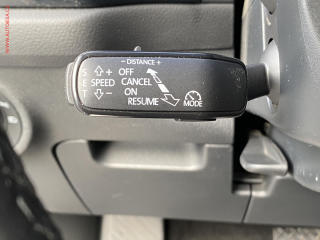 − DISTANCE +
S ⇧ + OFF
E SPEED CANCEL
T ⇩ − ON
RESUME
MODE